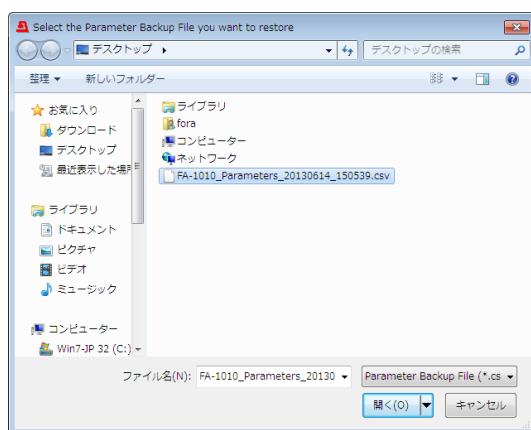 Select the Parameter Backup File you want to restore
デスクトップ
デスクトップの検索
整理
新しいフォルダー
お気に入り
ダウンロード
デスクトップ
最近表示した場所
ライブラリ
ドキュメント
ピクチャ
ビデオ
ミュージック
コンピューター
Win7-JP 32 (C:)
ライブラリ
fora
コンピューター
ネットワーク
FA-1010_Parameters_20130614_150539.csv
ファイル名(N):
FA-1010_Parameters_20130
Parameter Backup File (*.cs
開く(O)
キャンセル